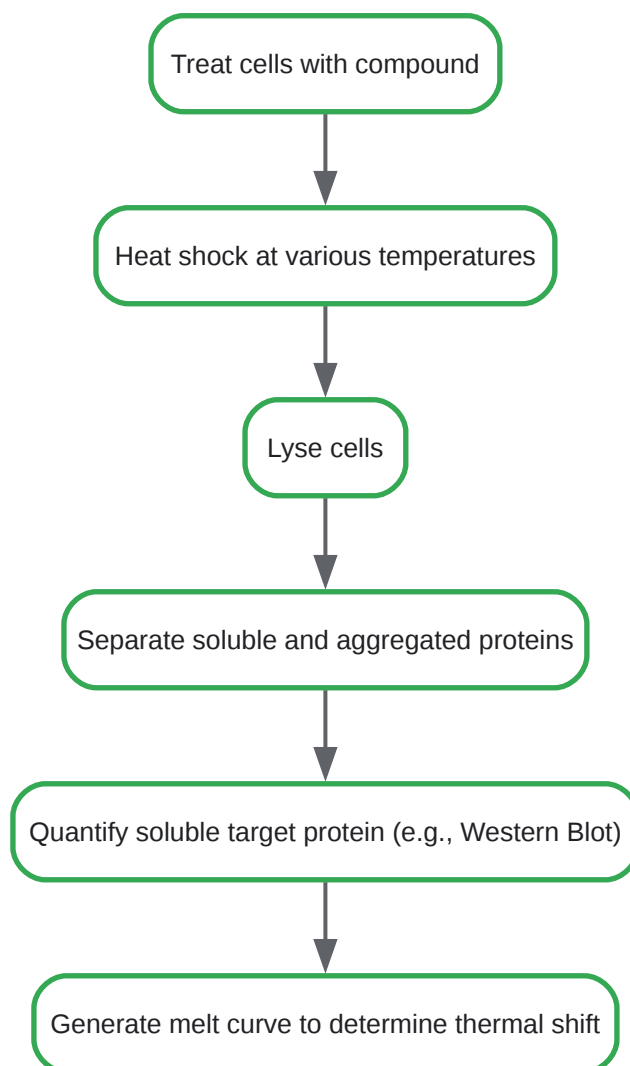 Treat cells with compound
Heat shock at various temperatures
Lyse cells
Separate soluble and aggregated proteins
Quantify soluble target protein (e.g., Western Blot)
Generate melt curve to determine thermal shift